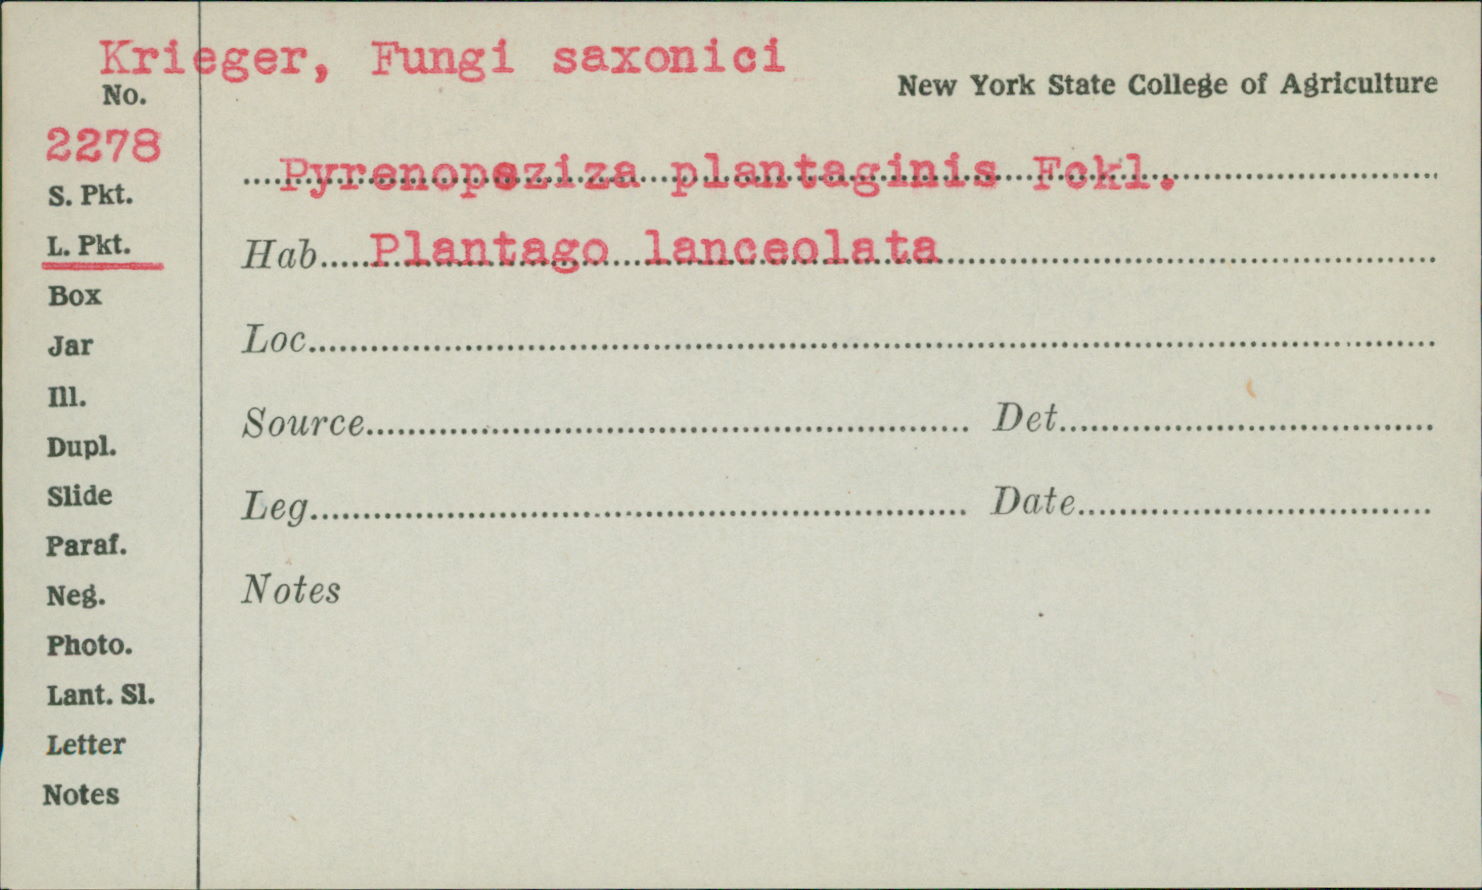 Krieger, Fungi saxonici
New York State College of Agriculture
No.
2278
Pyrenopeziza plantaginis Fckl.
S. Pkt.
L. Pkt.
Hab. Plantago lanceolata
Box
Jar
Loc.
Ill.
Source Det.
Dupl.
Slide
Leg. Date
Paraf.
Neg.
Notes
Photo.
Lant. Sl.
Letter
Notes